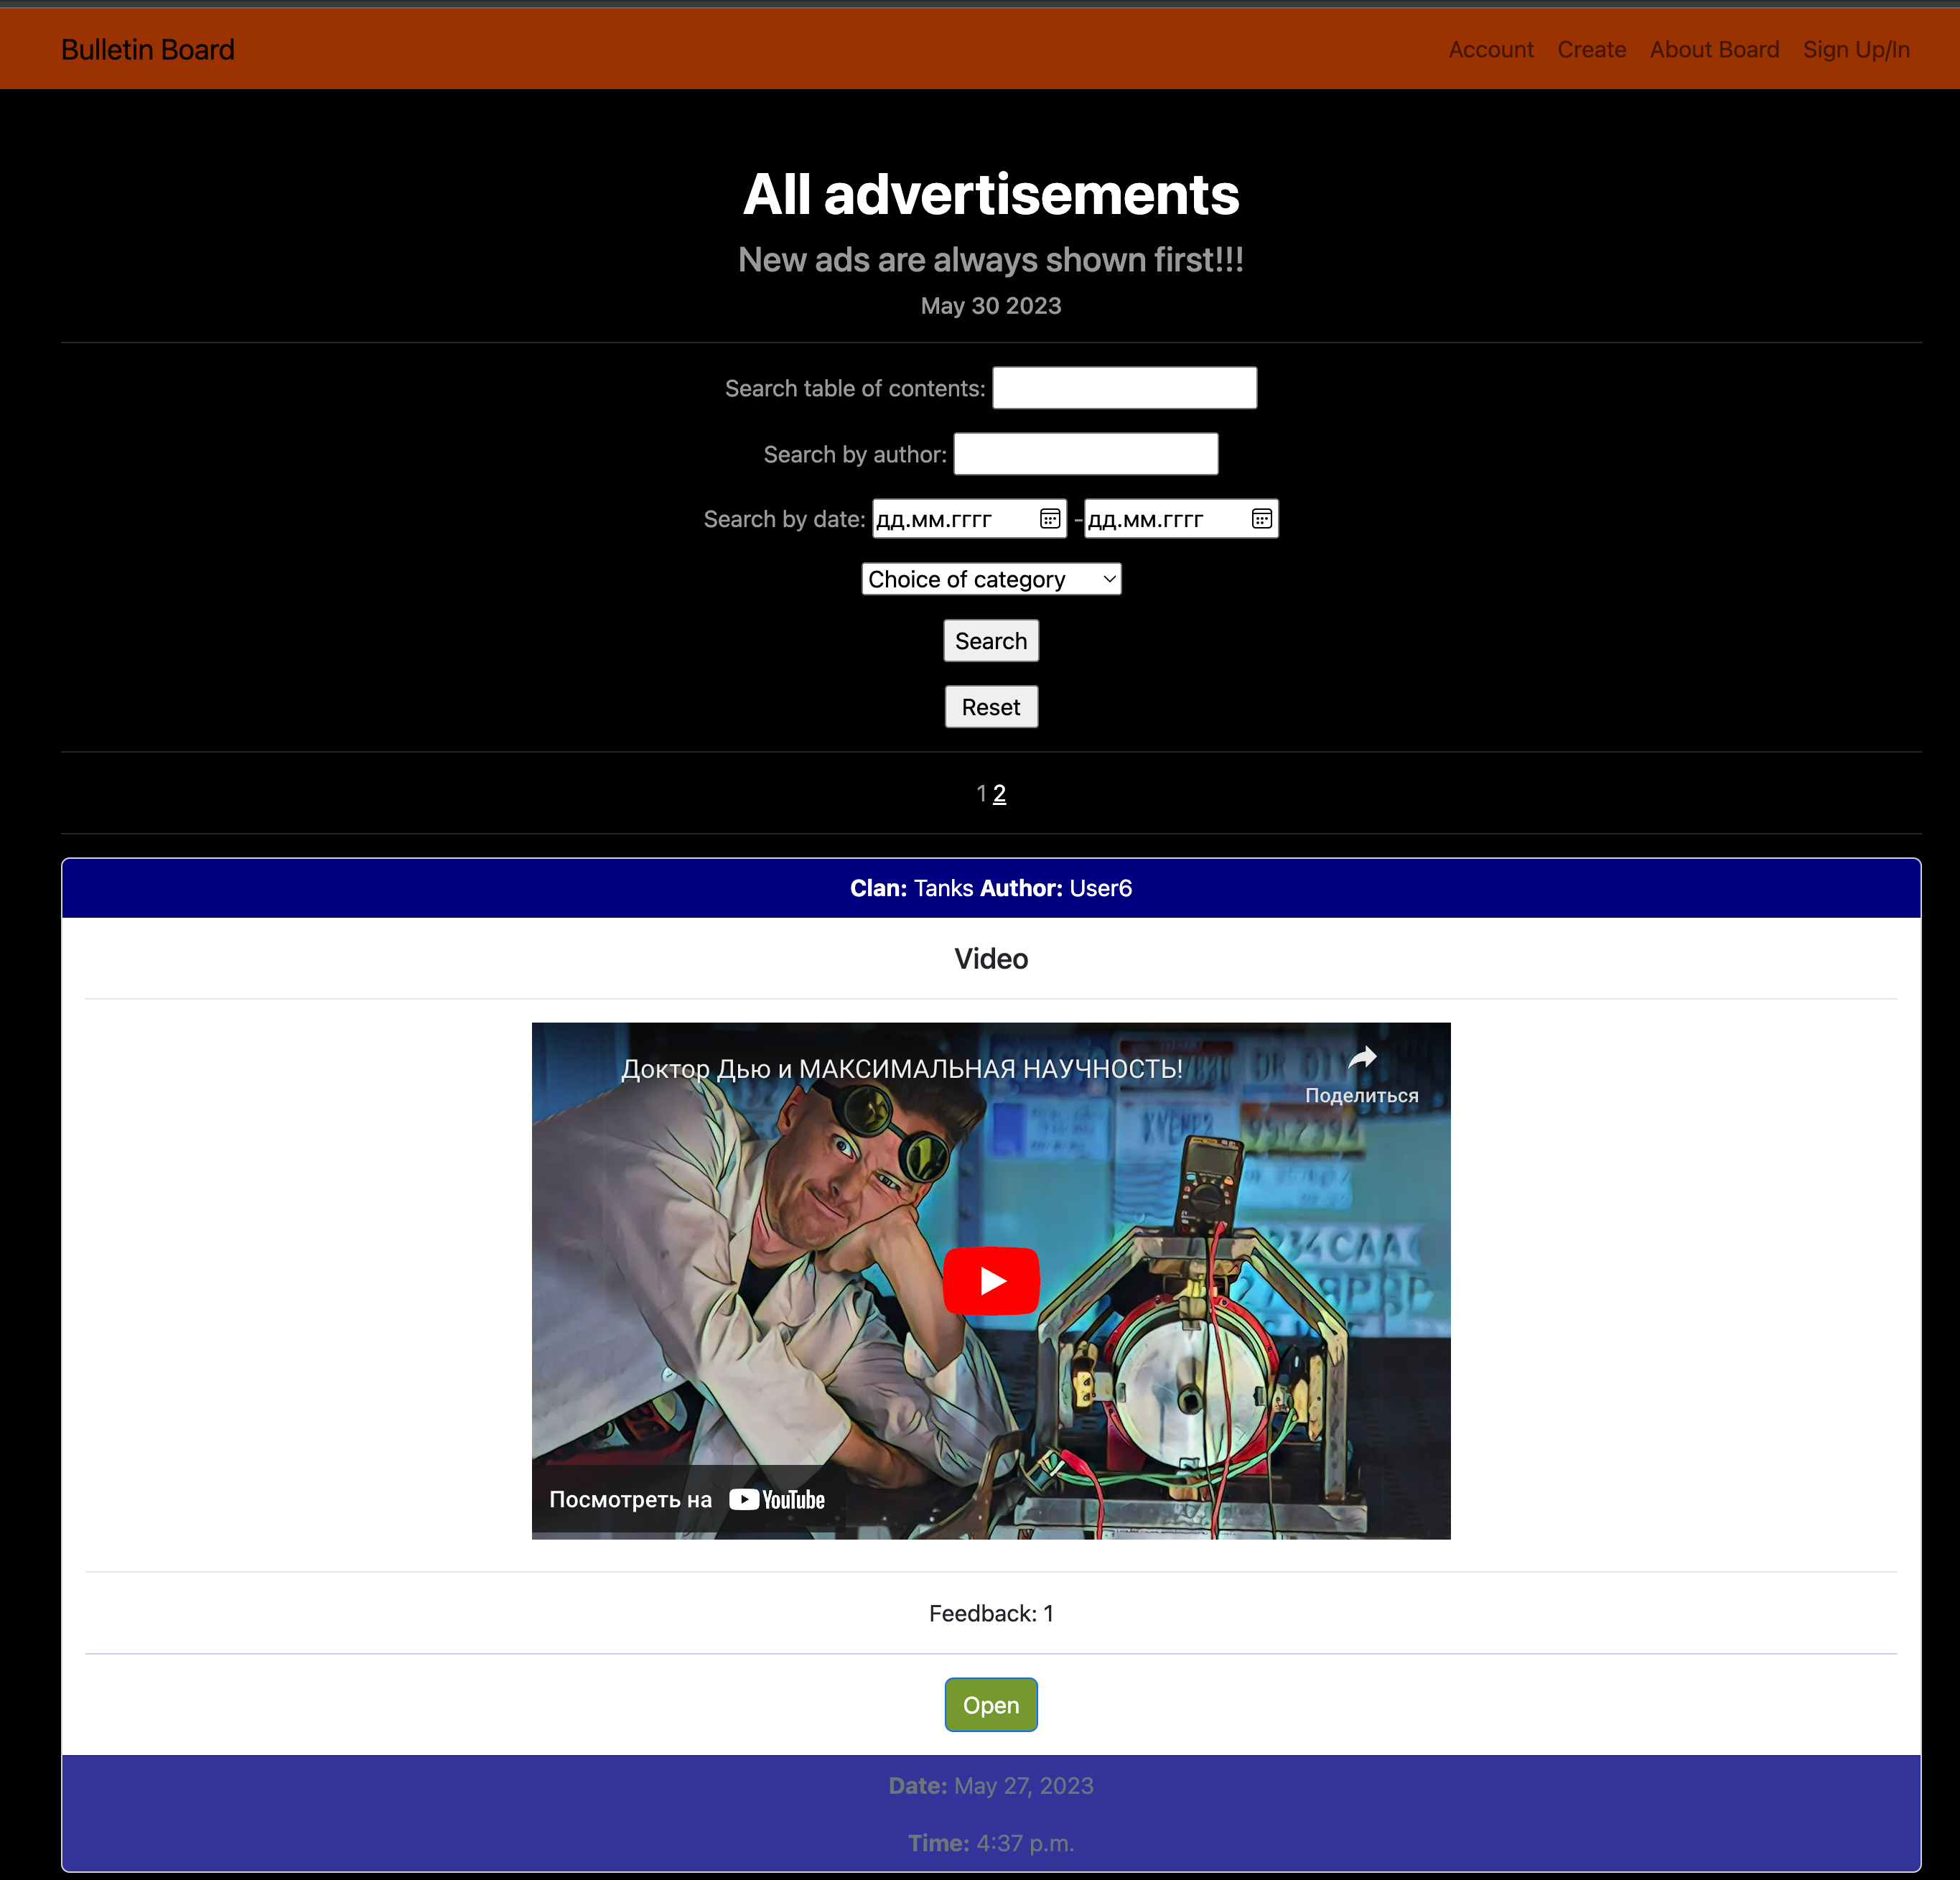 Bulletin Board
Account Create About Board Sign Up/In
All advertisements
New ads are always shown first!!!
May 30 2023
Search table of contents:
Search by author:
Search by date: дд.мм.гггг - дд.мм.гггг
Choice of category
Search
Reset
1 2
Clan: Tanks Author: User6
Video
Доктор Дью и МАКСИМАЛЬНАЯ НАУЧНОСТЬ!
Поделиться
Посмотреть на YouTube
Feedback: 1
Open
Date: May 27, 2023
Time: 4:37 p.m.